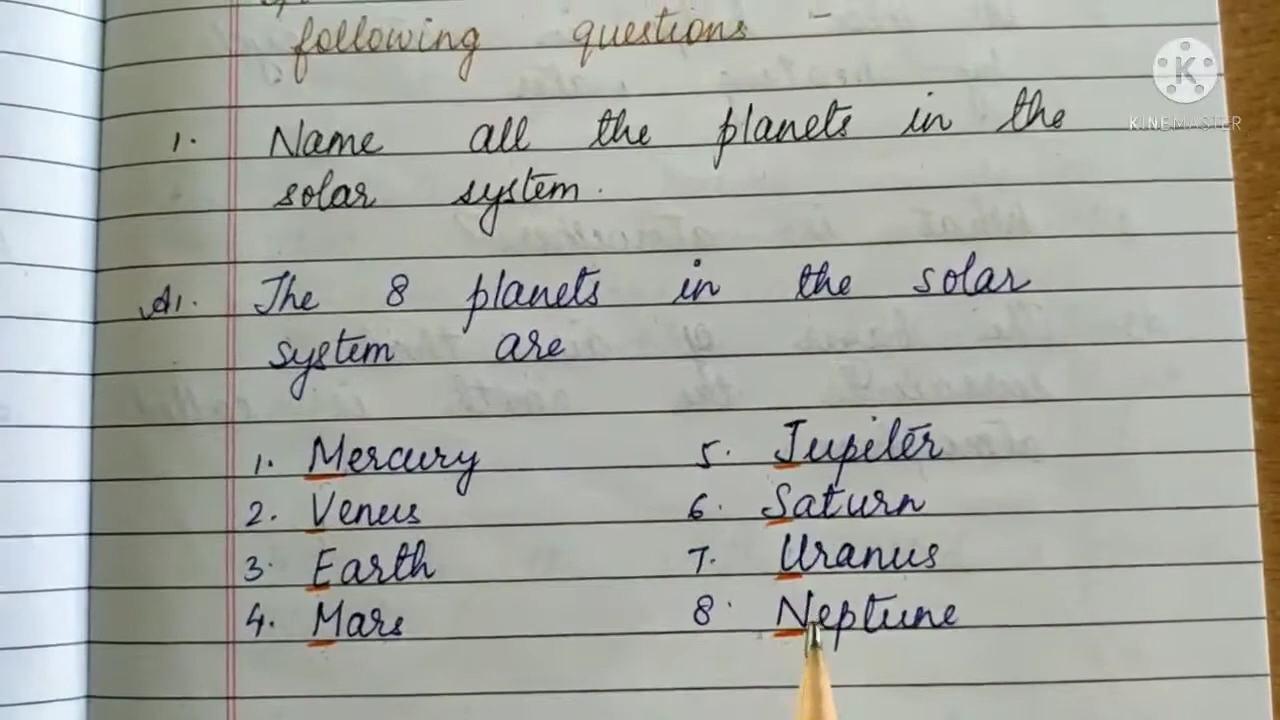 following questions -
1. Name all the planets in the
solar system.
A1. The 8 planets in the solar
system are
1. Mercury
2. Venus
3. Earth
4. Mars
5. Jupiter
6. Saturn
7. Uranus
8. Neptune
K
KINEMASTER